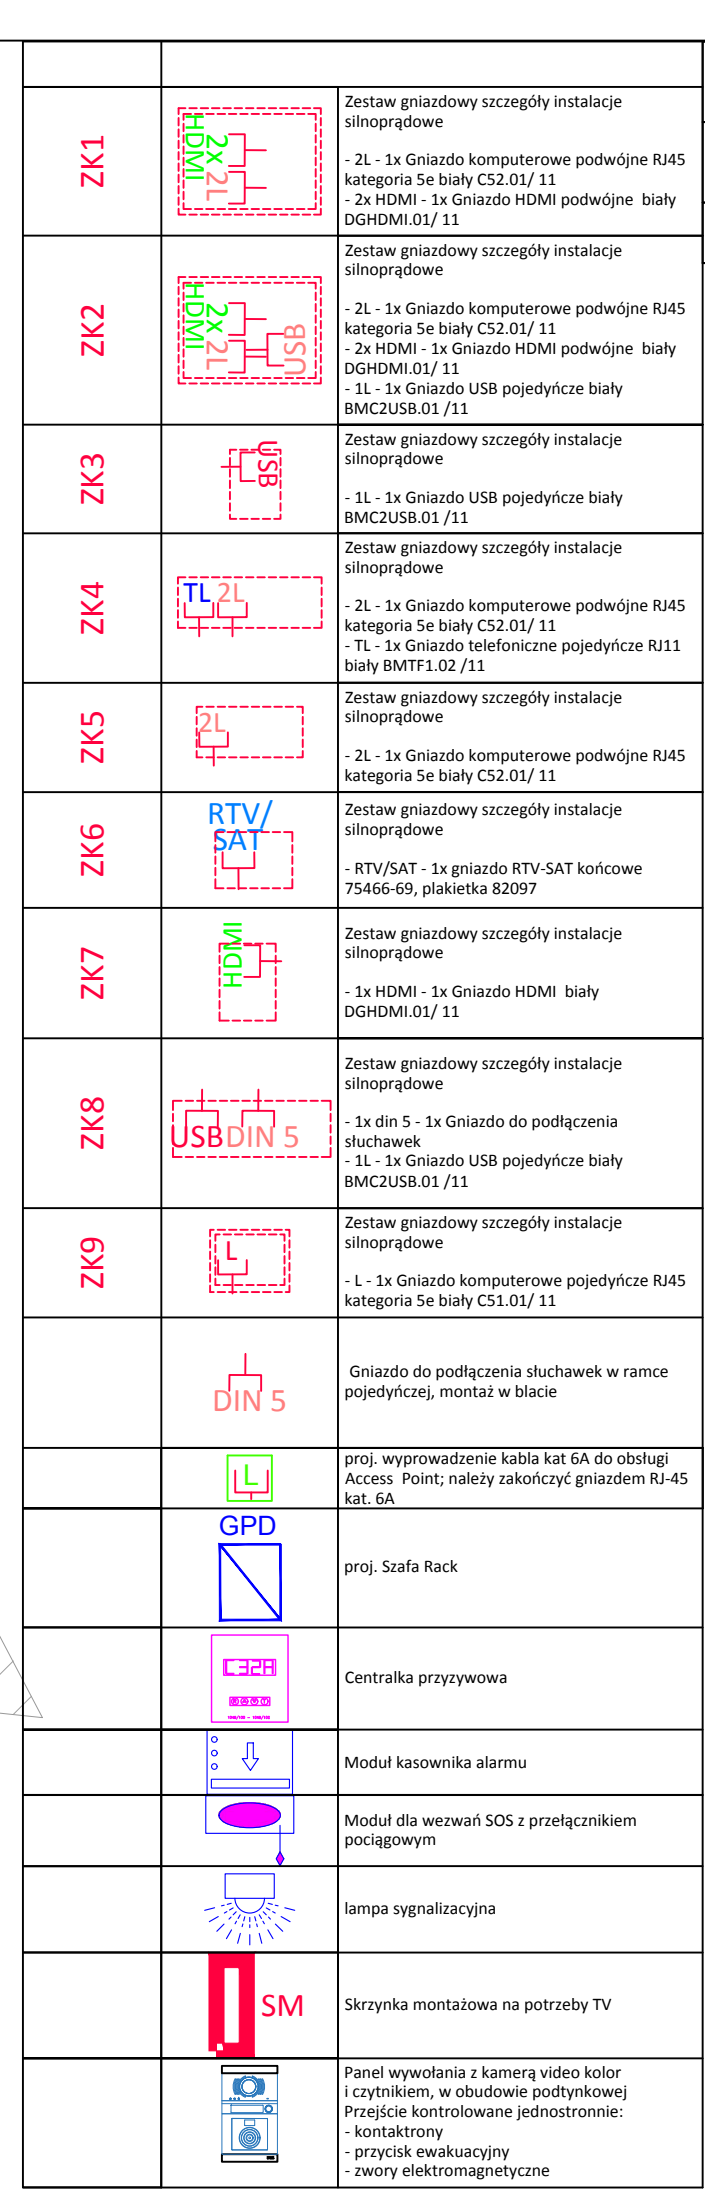 ZK1
2x
HDMI
2L
Zestaw gniazdowy szczegóły instalacje
silnoprądowe
- 2L - 1x Gniazdo komputerowe podwójne RJ45
kategoria 5e biały C52.01/ 11
- 2x HDMI - 1x Gniazdo HDMI podwójne  biały
DGHDMI.01/ 11
ZK2
2x
HDMI
2L
USB
Zestaw gniazdowy szczegóły instalacje
silnoprądowe
- 2L - 1x Gniazdo komputerowe podwójne RJ45
kategoria 5e biały C52.01/ 11
- 2x HDMI - 1x Gniazdo HDMI podwójne  biały
DGHDMI.01/ 11
- 1L - 1x Gniazdo USB pojedyńcze biały
BMC2USB.01 /11
ZK3
USB
Zestaw gniazdowy szczegóły instalacje
silnoprądowe
- 1L - 1x Gniazdo USB pojedyńcze biały
BMC2USB.01 /11
ZK4
TL 2L
Zestaw gniazdowy szczegóły instalacje
silnoprądowe
- 2L - 1x Gniazdo komputerowe podwójne RJ45
kategoria 5e biały C52.01/ 11
- TL - 1x Gniazdo telefoniczne pojedyńcze RJ11
biały BMTF1.02 /11
ZK5
2L
Zestaw gniazdowy szczegóły instalacje
silnoprądowe
- 2L - 1x Gniazdo komputerowe podwójne RJ45
kategoria 5e biały C52.01/ 11
ZK6
RTV/
SAT
Zestaw gniazdowy szczegóły instalacje
silnoprądowe
- RTV/SAT - 1x gniazdo RTV-SAT końcowe
75466-69, plakietka 82097
ZK7
HDMI
Zestaw gniazdowy szczegóły instalacje
silnoprądowe
- 1x HDMI - 1x Gniazdo HDMI  biały
DGHDMI.01/ 11
ZK8
USB DIN 5
Zestaw gniazdowy szczegóły instalacje
silnoprądowe
- 1x din 5 - 1x Gniazdo do podłączenia
słuchawek
- 1L - 1x Gniazdo USB pojedyńcze biały
BMC2USB.01 /11
ZK9
L
Zestaw gniazdowy szczegóły instalacje
silnoprądowe
- L - 1x Gniazdo komputerowe pojedyńcze RJ45
kategoria 5e biały C51.01/ 11
DIN 5
Gniazdo do podłączenia słuchawek w ramce
pojedyńczej, montaż w blacie
L
proj. wyprowadzenie kabla kat 6A do obsługi
Access  Point; należy zakończyć gniazdem RJ-45
kat. 6A
GPD
proj. Szafa Rack
C32A
Centralka przyzywowa
Moduł kasownika alarmu
Moduł dla wezwań SOS z przełącznikiem
pociągowym
lampa sygnalizacyjna
SM
Skrzynka montażowa na potrzeby TV
Panel wywołania z kamerą video kolor
i czytnikiem, w obudowie podtynkowej
Przejście kontrolowane jednostronnie:
- kontaktrony
- przycisk ewakuacyjny
- zwory elektromagnetyczne